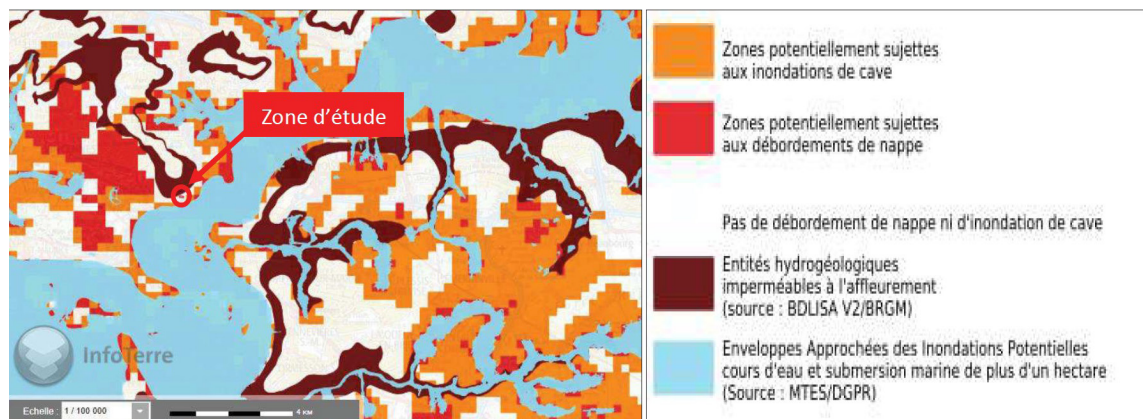 Zone d'étude
InfoTerre
Echelle : 1 / 100 000
4 KM
Zones potentiellement sujettes
aux inondations de cave
Zones potentiellement sujettes
aux débordements de nappe
Pas de débordement de nappe ni d'inondation de cave
Entités hydrogéologiques
imperméables à l'affleurement
(source : BDLISA V2/BRGM)
Enveloppes Approchées des Inondations Potentielles
cours d'eau et submersion marine de plus d'un hectare
(Source : MTES/DGPR)